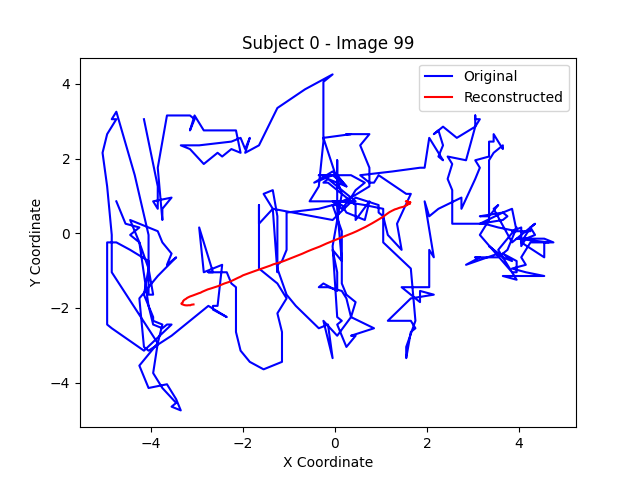 Subject 0 - Image 99
Original
Reconstructed
Y Coordinate
4
2
0
−2
−4
−4 −2 0 2 4
X Coordinate